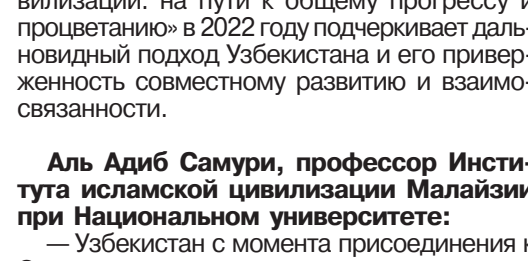 вилизации: на пути к общему прогрессу и
процветанию» в 2022 году подчеркивает даль-
новидный подход Узбекистана и его привер-
женность совместному развитию и взаимо-
связанности.
Аль Адиб Самури, профессор Инсти-
тута исламской цивилизации Малайзии
при Национальном университете:
— Узбекистан с момента присоединения к